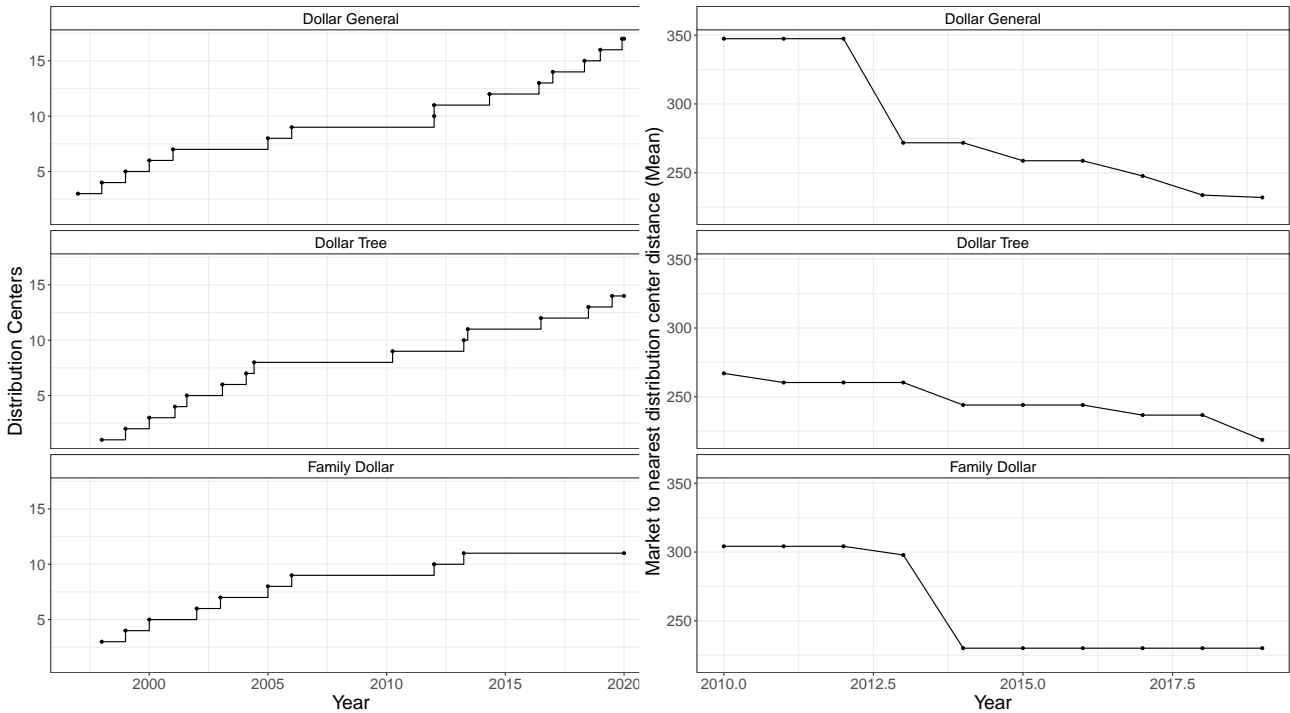 Dollar General
15
10
5
Dollar Tree
15
10
5
Family Dollar
15
10
5
2000
2005
2010
2015
2020
Year
Distribution Centers
Dollar General
350
300
250
Dollar Tree
350
300
250
Family Dollar
350
300
250
2010.0
2012.5
2015.0
2017.5
Year
Market to nearest distribution center distance (Mean)